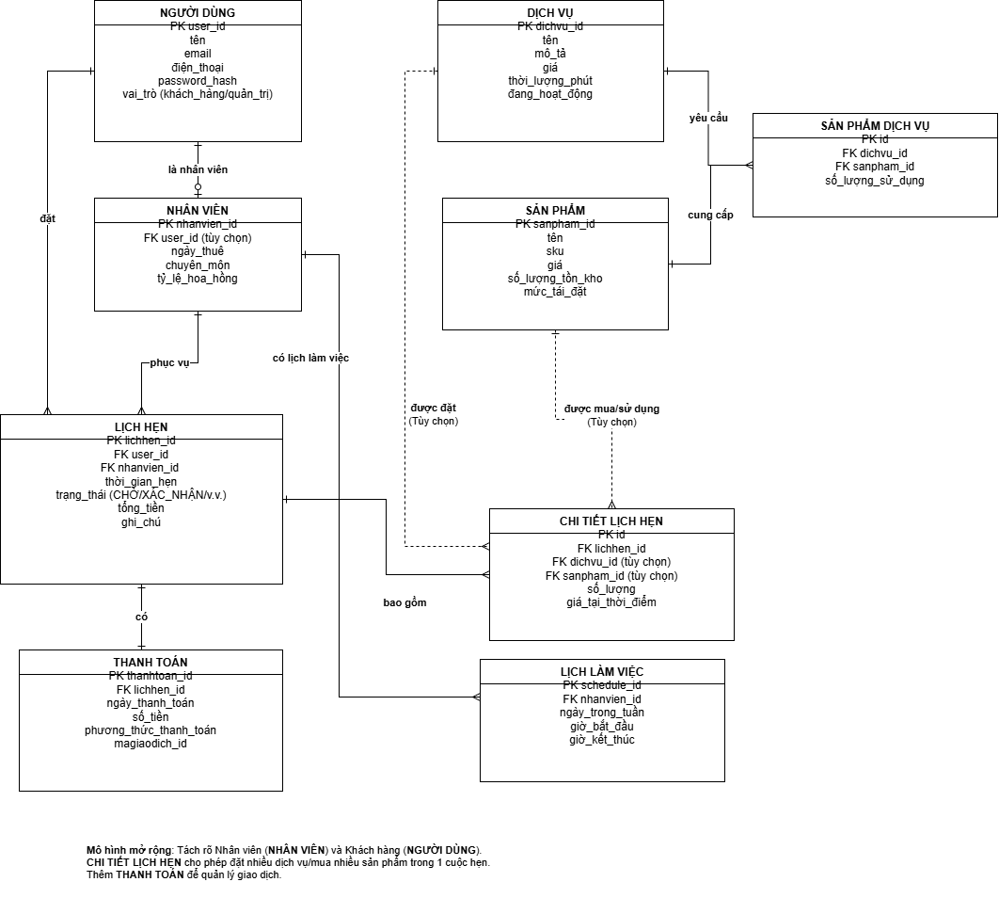 NGƯỜI DÙNG
PK user_id
tên
email
điện_thoại
password_hash
vai_trò (khách_hàng/quản_trị)
DỊCH VỤ
PK dichvu_id
tên
mô_tả
giá
thời_lượng_phút
đang_hoạt_động
yêu cầu
SẢN PHẨM DỊCH VỤ
PK id
FK dichvu_id
FK sanpham_id
số_lượng_sử_dụng
là nhân viên
đặt
NHÂN VIÊN
PK nhanvien_id
FK user_id (tùy chọn)
ngày_thuê
chuyên_môn
tỷ_lệ_hoa_hồng
SẢN PHẨM
PK sanpham_id
tên
sku
giá
số_lượng_tồn_kho
mức_tái_đặt
cung cấp
phục vụ
có lịch làm việc
được đặt
(Tùy chọn)
được mua/sử dụng
(Tùy chọn)
LỊCH HẸN
PK lichhen_id
FK user_id
FK nhanvien_id
thời_gian_hẹn
trạng_thái (CHỜ/XÁC_NHẬN/v.v.)
tổng_tiền
ghi_chú
CHI TIẾT LỊCH HẸN
PK id
FK lichhen_id
FK dichvu_id (tùy chọn)
FK sanpham_id (tùy chọn)
số_lượng
giá_tại_thời_điểm
bao gồm
có
THANH TOÁN
PK thanhtoan_id
FK lichhen_id
ngày_thanh_toán
số_tiền
phương_thức_thanh_toán
magiaodich_id
LỊCH LÀM VIỆC
PK schedule_id
FK nhanvien_id
ngày_trong_tuần
giờ_bắt_đầu
giờ_kết_thúc
Mô hình mở rộng: Tách rõ Nhân viên (NHÂN VIÊN) và Khách hàng (NGƯỜI DÙNG).
CHI TIẾT LỊCH HẸN cho phép đặt nhiều dịch vụ/mua nhiều sản phẩm trong 1 cuộc hẹn.
Thêm THANH TOÁN để quản lý giao dịch.